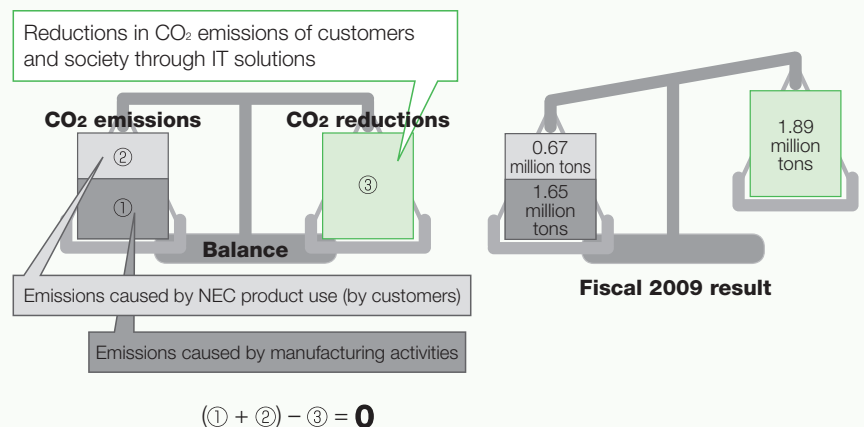 Reductions in CO₂ emissions of customers
and society through IT solutions
CO₂ emissions
CO₂ reductions
②
①
③
Balance
Emissions caused by NEC product use (by customers)
Emissions caused by manufacturing activities
(① + ②) − ③ = 0
0.67
million tons
1.65
million
tons
1.89
million
tons
Fiscal 2009 result